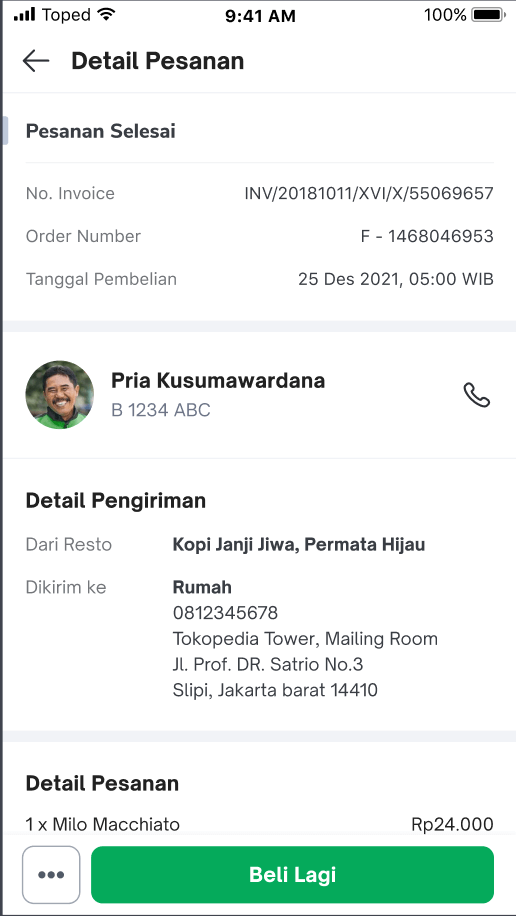 Toped 9:41 AM 100%
Detail Pesanan
Pesanan Selesai
No. Invoice INV/20181011/XVI/X/55069657
Order Number F - 1468046953
Tanggal Pembelian 25 Des 2021, 05:00 WIB
Pria Kusumawardana
B 1234 ABC
Detail Pengiriman
Dari Resto Kopi Janji Jiwa, Permata Hijau
Dikirim ke Rumah
0812345678
Tokopedia Tower, Mailing Room
Jl. Prof. DR. Satrio No.3
Slipi, Jakarta barat 14410
Detail Pesanan
1 x Milo Macchiato Rp24.000
Beli Lagi